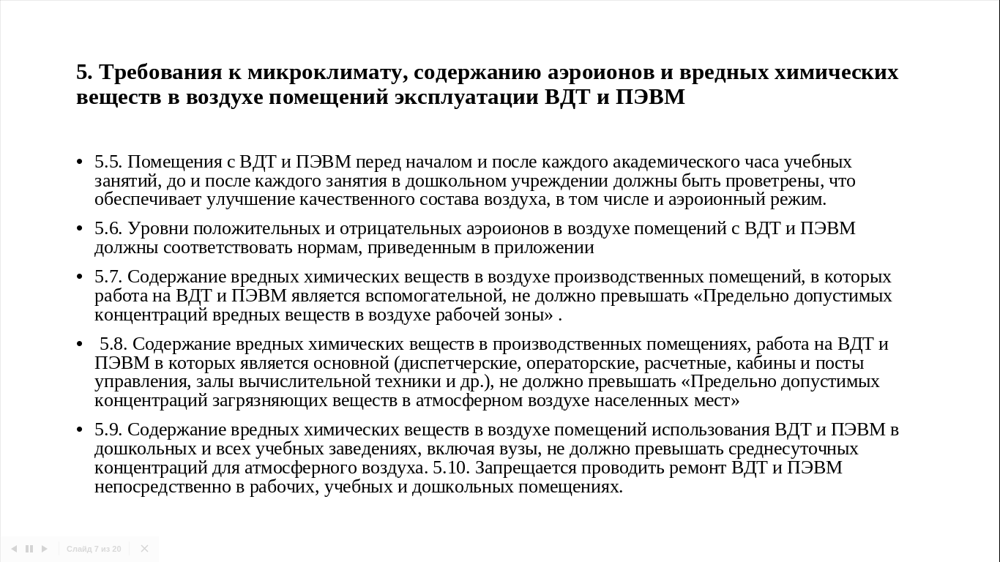 5. Требования к микроклимату, содержанию аэроионов и вредных химических
веществ в воздухе помещений эксплуатации ВДТ и ПЭВМ
• 5.5. Помещения с ВДТ и ПЭВМ перед началом и после каждого академического часа учебных
занятий, до и после каждого занятия в дошкольном учреждении должны быть проветрены, что
обеспечивает улучшение качественного состава воздуха, в том числе и аэроионный режим.
• 5.6. Уровни положительных и отрицательных аэроионов в воздухе помещений с ВДТ и ПЭВМ
должны соответствовать нормам, приведенным в приложении
• 5.7. Содержание вредных химических веществ в воздухе производственных помещений, в которых
работа на ВДТ и ПЭВМ является вспомогательной, не должно превышать «Предельно допустимых
концентраций вредных веществ в воздухе рабочей зоны» .
• 5.8. Содержание вредных химических веществ в производственных помещениях, работа на ВДТ и
ПЭВМ в которых является основной (диспетчерские, операторские, расчетные, кабины и посты
управления, залы вычислительной техники и др.), не должно превышать «Предельно допустимых
концентраций загрязняющих веществ в атмосферном воздухе населенных мест»
• 5.9. Содержание вредных химических веществ в воздухе помещений использования ВДТ и ПЭВМ в
дошкольных и всех учебных заведениях, включая вузы, не должно превышать среднесуточных
концентраций для атмосферного воздуха. 5.10. Запрещается проводить ремонт ВДТ и ПЭВМ
непосредственно в рабочих, учебных и дошкольных помещениях.
Слайд 7 из 20